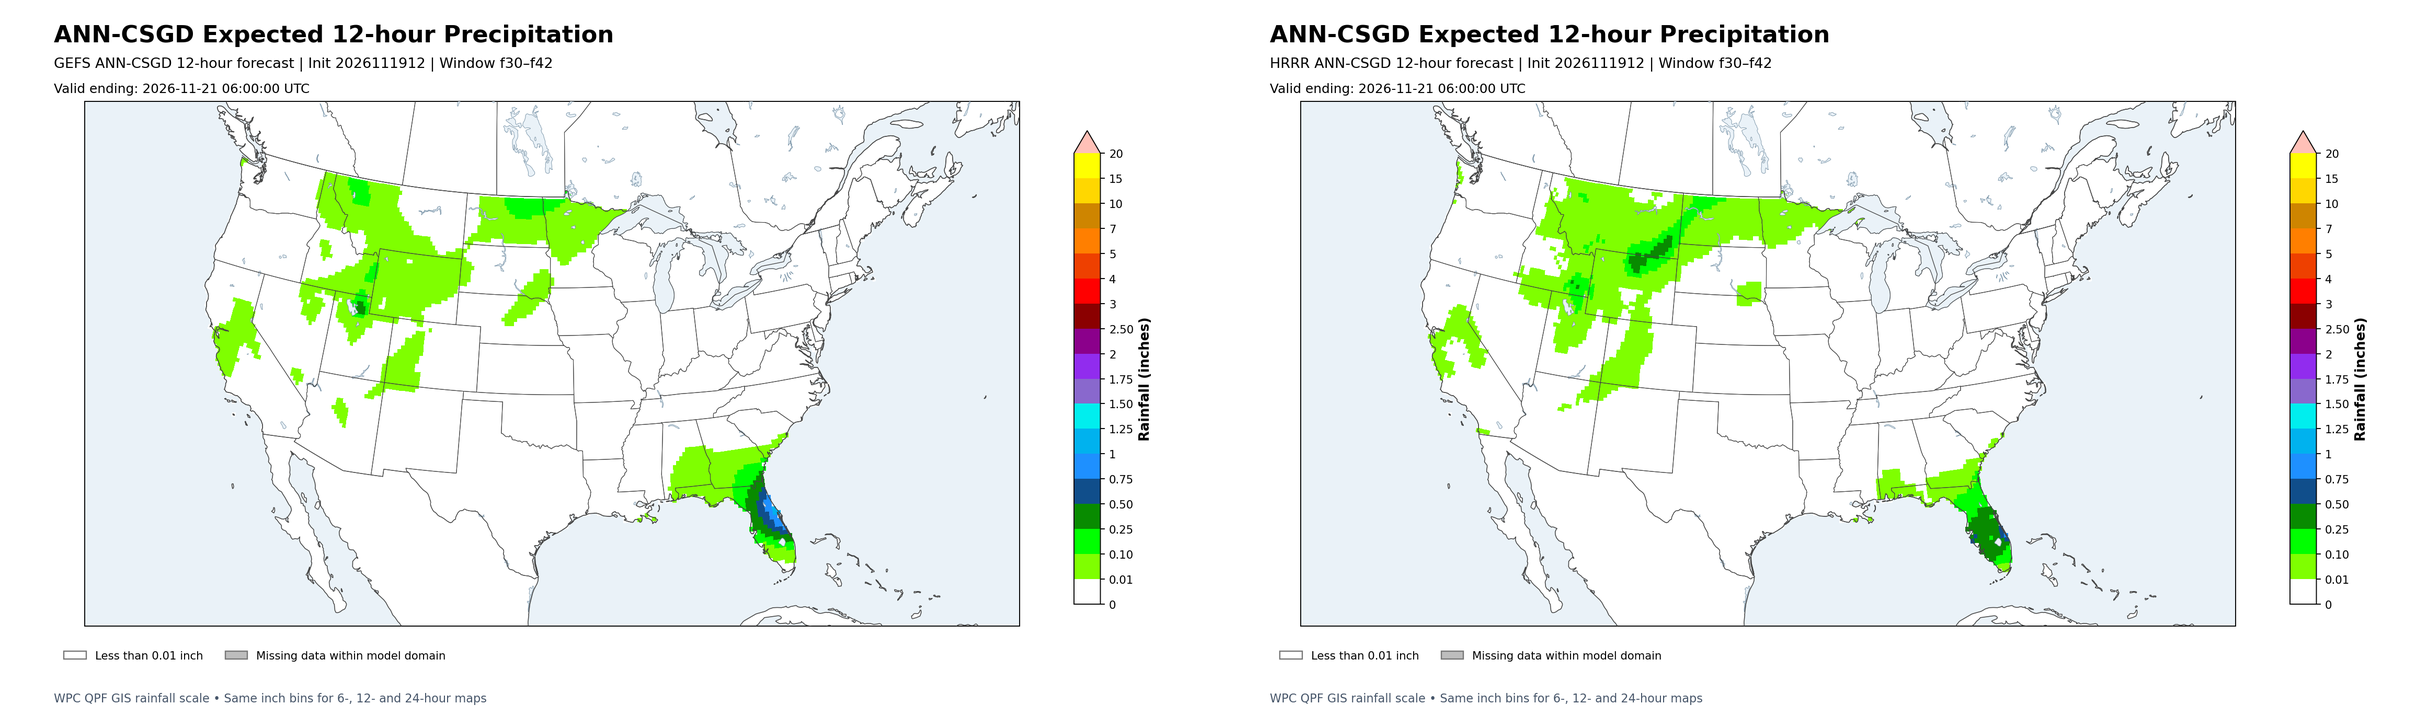 ANN-CSGD Expected 12-hour Precipitation
GEFS ANN-CSGD 12-hour forecast | Init 2026111912 | Window f30–f42
Valid ending: 2026-11-21 06:00:00 UTC
20
15
10
7
5
4
3
2.50
2
1.75
1.50
1.25
1
0.75
0.50
0.25
0.10
0.01
0
Rainfall (inches)
Less than 0.01 inch
Missing data within model domain
WPC QPF GIS rainfall scale • Same inch bins for 6-, 12- and 24-hour maps
ANN-CSGD Expected 12-hour Precipitation
HRRR ANN-CSGD 12-hour forecast | Init 2026111912 | Window f30–f42
Valid ending: 2026-11-21 06:00:00 UTC
20
15
10
7
5
4
3
2.50
2
1.75
1.50
1.25
1
0.75
0.50
0.25
0.10
0.01
0
Rainfall (inches)
Less than 0.01 inch
Missing data within model domain
WPC QPF GIS rainfall scale • Same inch bins for 6-, 12- and 24-hour maps